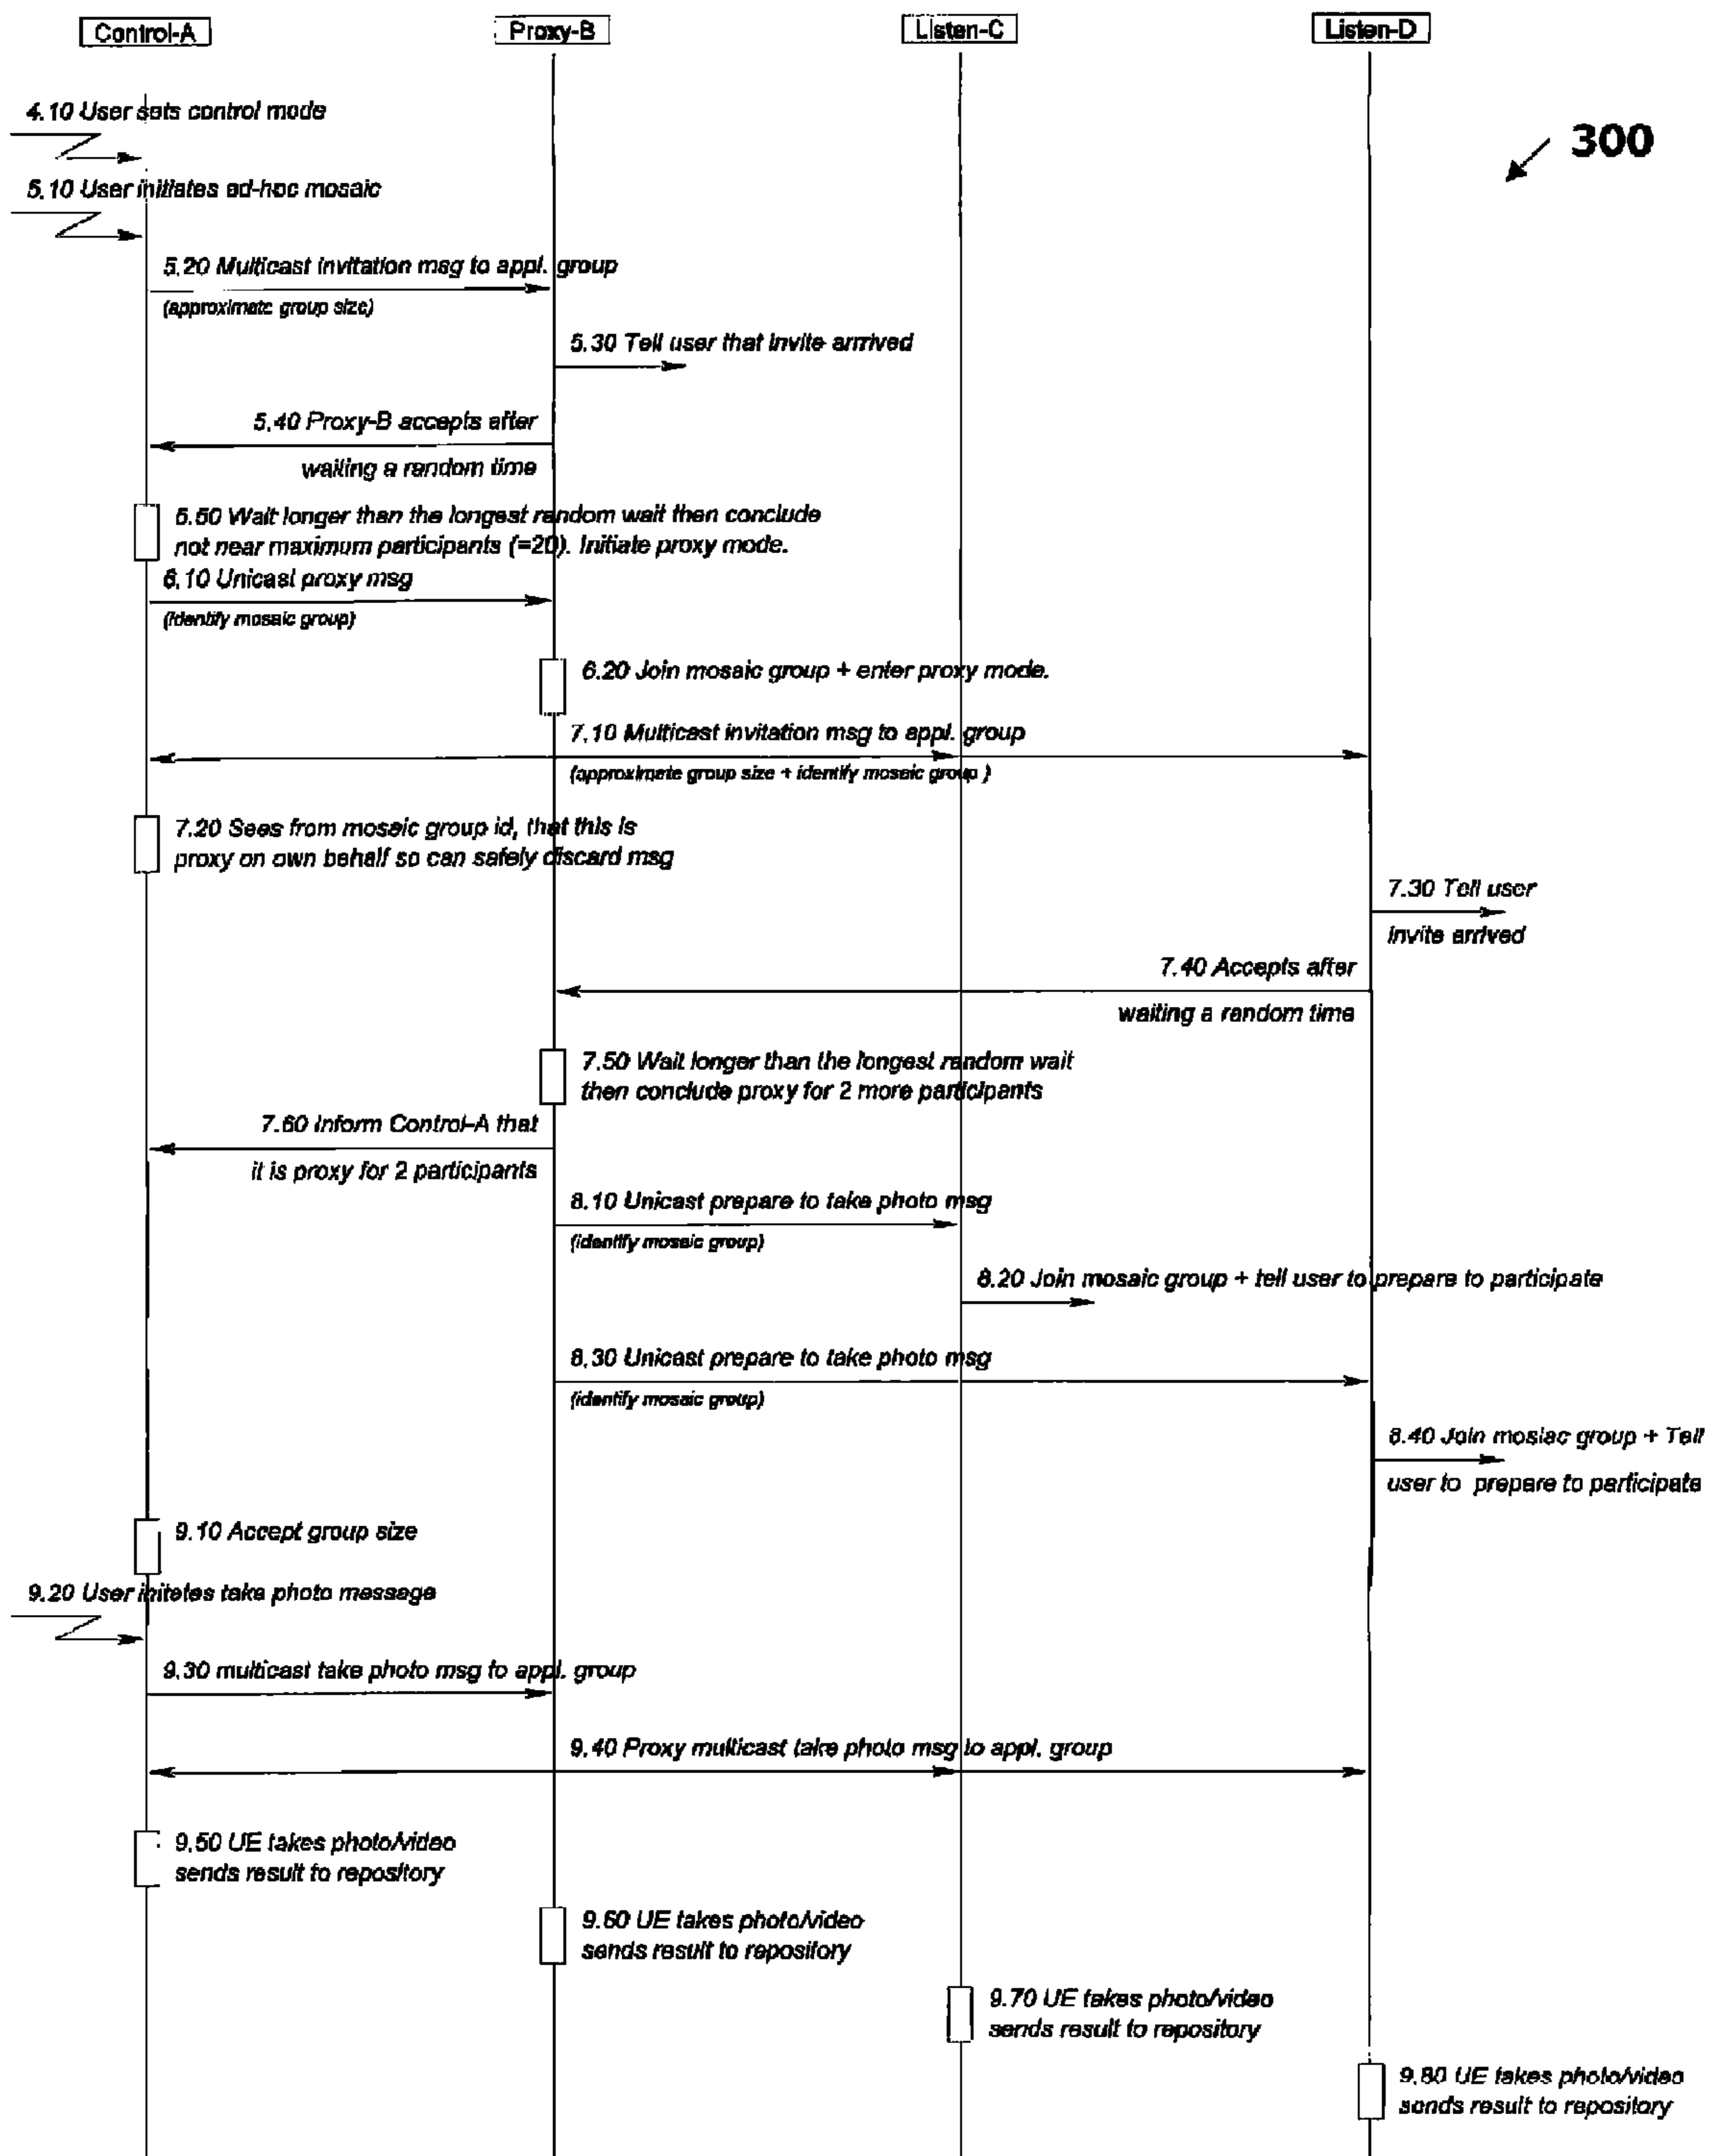 Control-A
Proxy-B
Listen-C
Listen-D
300
4.10 User sets control mode
5.10 User initiates ad-hoc mosaic
5.20 Multicast invitation msg to appl. group
(approximate group size)
5.30 Tell user that invite arrived
5.40 Proxy-B accepts after
waiting a random time
5.50 Wait longer than the longest random wait then conclude
not near maximum participants (=20). Initiate proxy mode.
6.10 Unicast proxy msg
(identify mosaic group)
6.20 Join mosaic group + enter proxy mode.
7.10 Multicast invitation msg to appl. group
(approximate group size + identify mosaic group )
7.20 Sees from mosaic group id, that this is
proxy on own behalf so can safely discard msg
7.30 Tell user
invite arrived
7.40 Accepts after
waiting a random time
7.50 Wait longer than the longest random wait
then conclude proxy for 2 more participants
7.60 Inform Control-A that
it is proxy for 2 participants
8.10 Unicast prepare to take photo msg
(identify mosaic group)
8.20 Join mosaic group + tell user to prepare to participate
8.30 Unicast prepare to take photo msg
(identify mosaic group)
8.40 Join mosiac group + Tell
user to prepare to participate
9.10 Accept group size
9.20 User initates take photo message
9.30 multicast take photo msg to appl. group
9.40 Proxy multicast take photo msg to appl. group
9.50 UE takes photo/video
sends result to repository
9.60 UE takes photo/video
sends result to repository
9.70 UE takes photo/video
sends result to repository
9.80 UE takes photo/video
sends result to repository